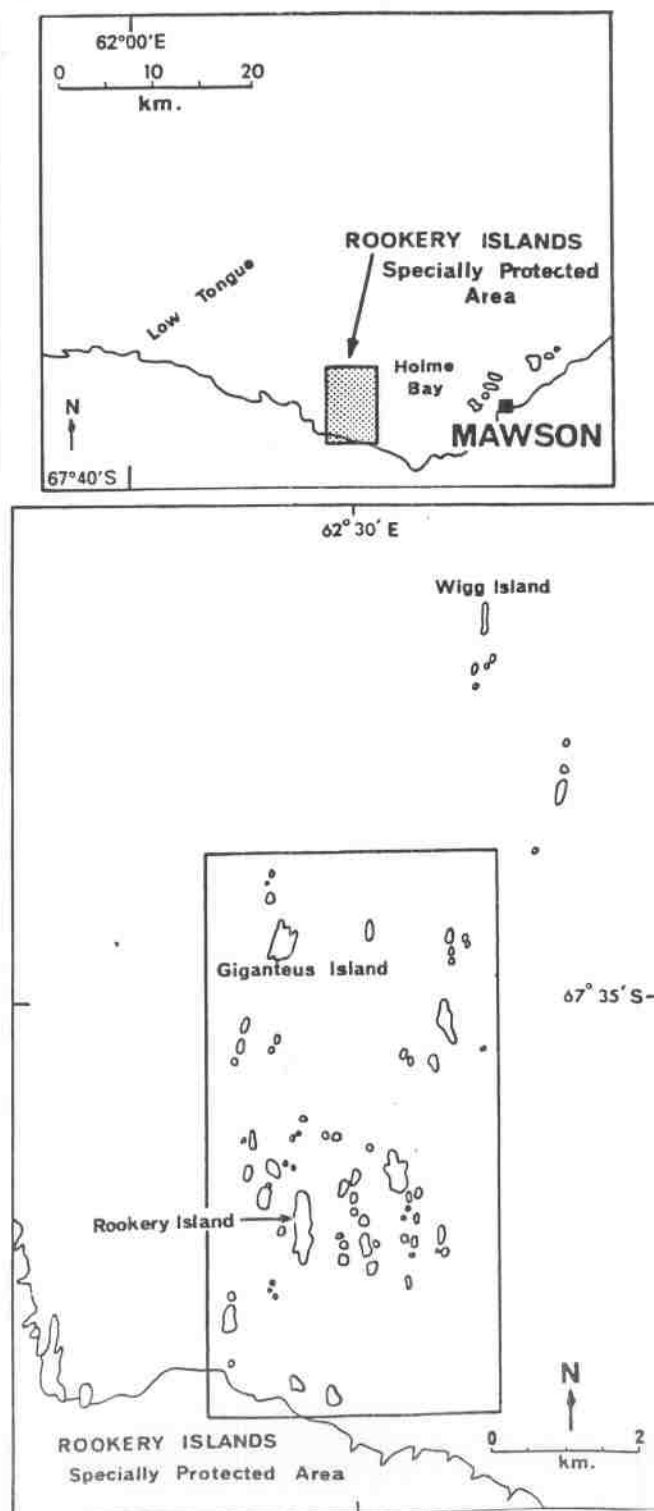 62°00'E
0 10 20
km.
ROOKERY ISLANDS
Specially Protected
Area
Low Tongue
Holme
Bay
MAWSON
N
67°40'S
62°30'E
Wigg Island
Giganteus Island
67°35'S
Rookery Island
N
0 2
km.
ROOKERY ISLANDS
Specially Protected Area